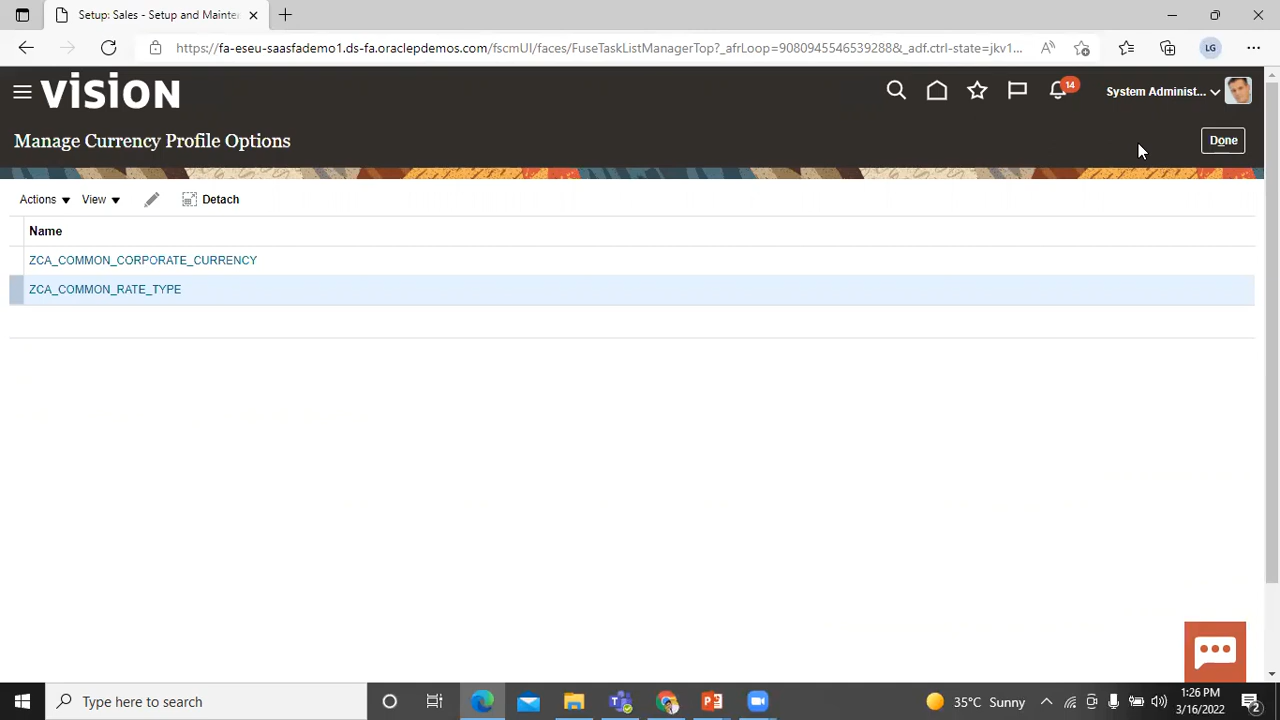 Setup: Sales - Setup and Mainte
https://fa-eseu-saasfademo1.ds-fa.oraclepdemos.com/fscmUI/faces/FuseTaskListManagerTop?_afrLoop=9080945546539288&_adf.ctrl-state=jkv1...
LG
VISION
14
System Administ...
Manage Currency Profile Options
Done
Actions View Detach
Name
ZCA_COMMON_CORPORATE_CURRENCY
ZCA_COMMON_RATE_TYPE
Type here to search
35°C Sunny
1:26 PM
3/16/2022
2